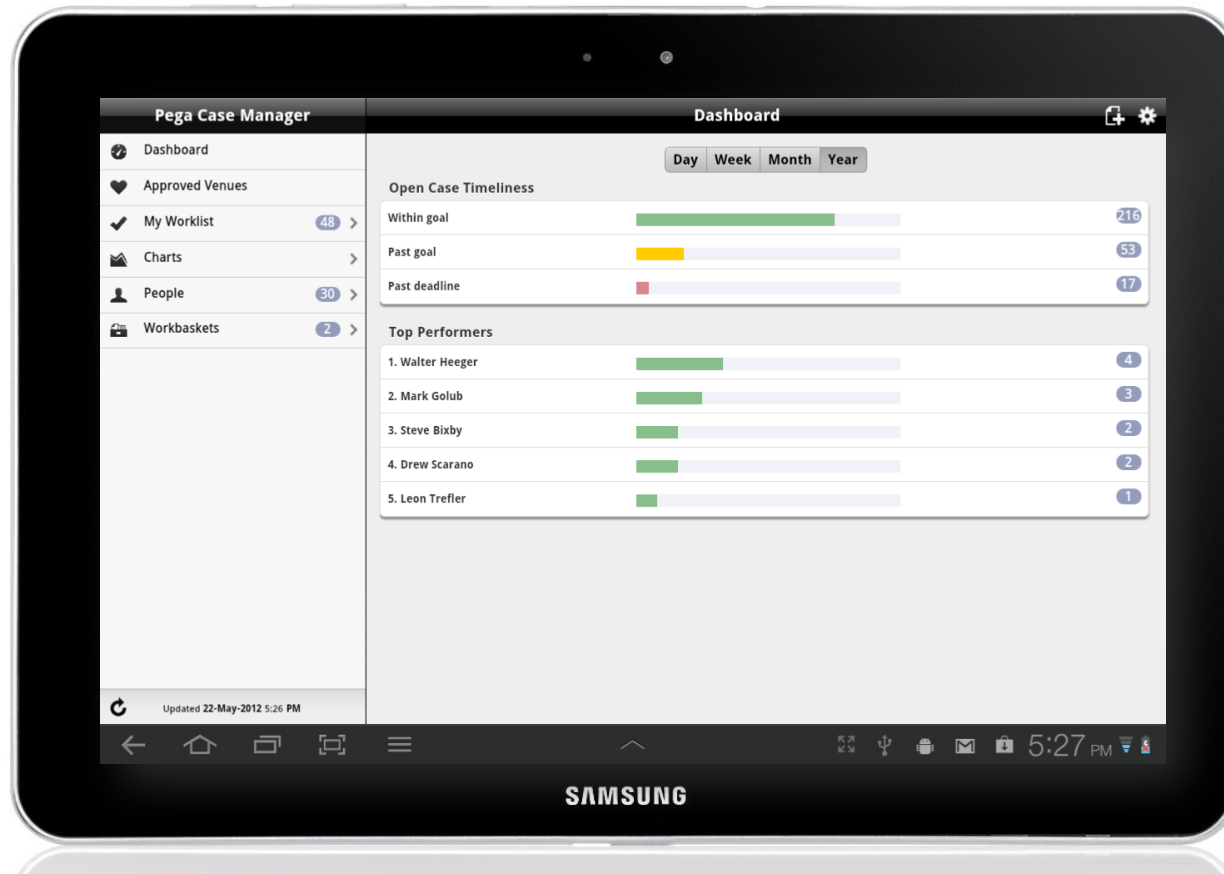 Pega Case Manager
Dashboard
Dashboard
Approved Venues
My Worklist 48
Charts
People 30
Workbaskets 2
Updated 22-May-2012 5:26 PM
Day Week Month Year
Open Case Timeliness
Within goal 216
Past goal 53
Past deadline 17
Top Performers
1. Walter Heeger 4
2. Mark Golub 3
3. Steve Bixby 2
4. Drew Scarano 2
5. Leon Trefler 1
5:27 PM
SAMSUNG